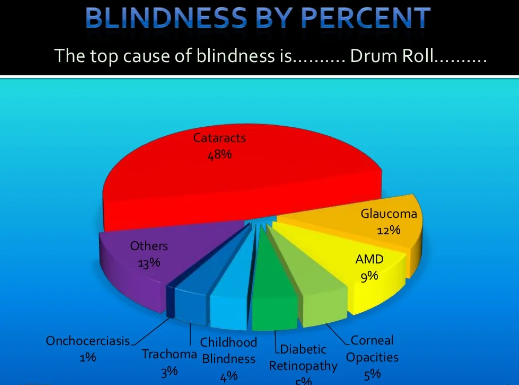 BLINDNESS BY PERCENT
The top cause of blindness is.......... Drum Roll..........
Cataracts
48%
Glaucoma
12%
AMD
9%
Others
13%
Onchocerciasis
1%
Trachoma
3%
Childhood
Blindness
4%
Diabetic
Retinopathy
5%
Corneal
Opacities
5%